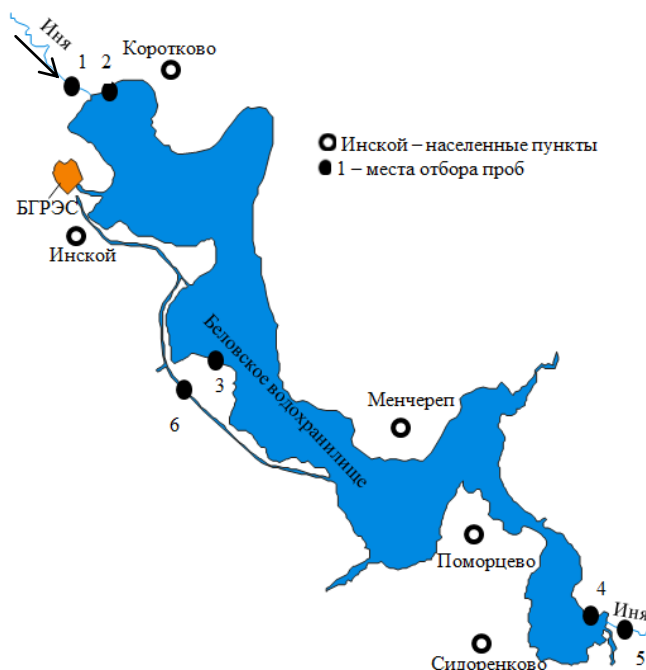 Иня
1
2
Коротково
Инской – населенные пункты
1 – места отбора проб
БГРЭС
Инской
Беловское водохранилище
3
6
Менчереп
Поморцево
4
Иня
5
Сидоренково